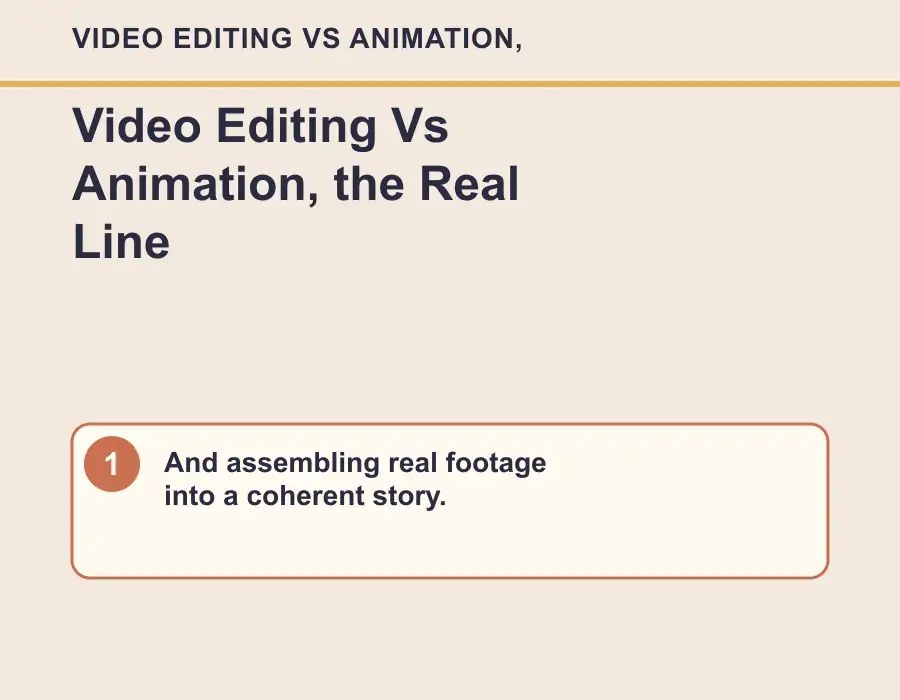 VIDEO EDITING VS ANIMATION,
Video Editing Vs
Animation, the Real
Line
1
And assembling real footage
into a coherent story.